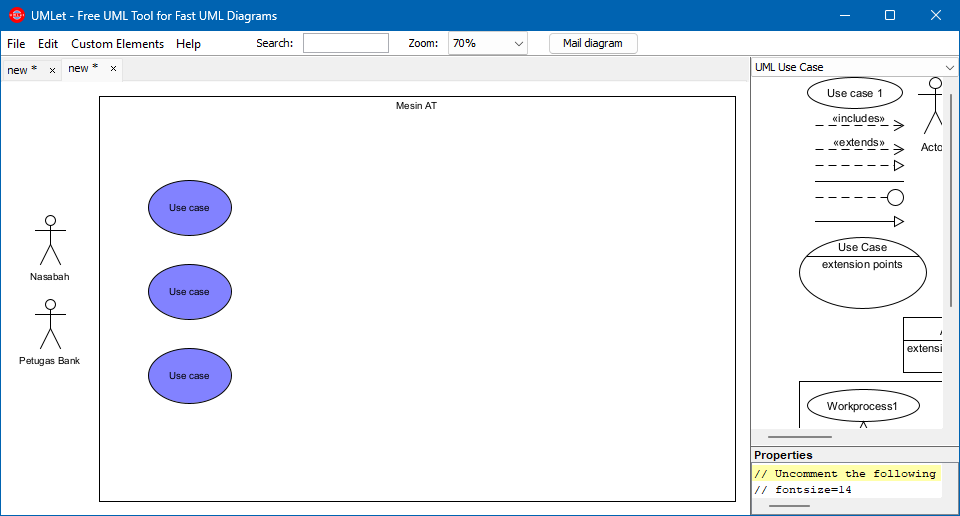 UMLet - Free UML Tool for Fast UML Diagrams
File Edit Custom Elements Help Search: Zoom: 70% Mail diagram
new * × new * ×
Mesin AT
Use case
Use case
Use case
Nasabah
Petugas Bank
UML Use Case
Use case 1
«includes»
«extends»
Acto
Use Case
extension points
extensi
Workprocess1
Properties
// Uncomment the following
// fontsize=14